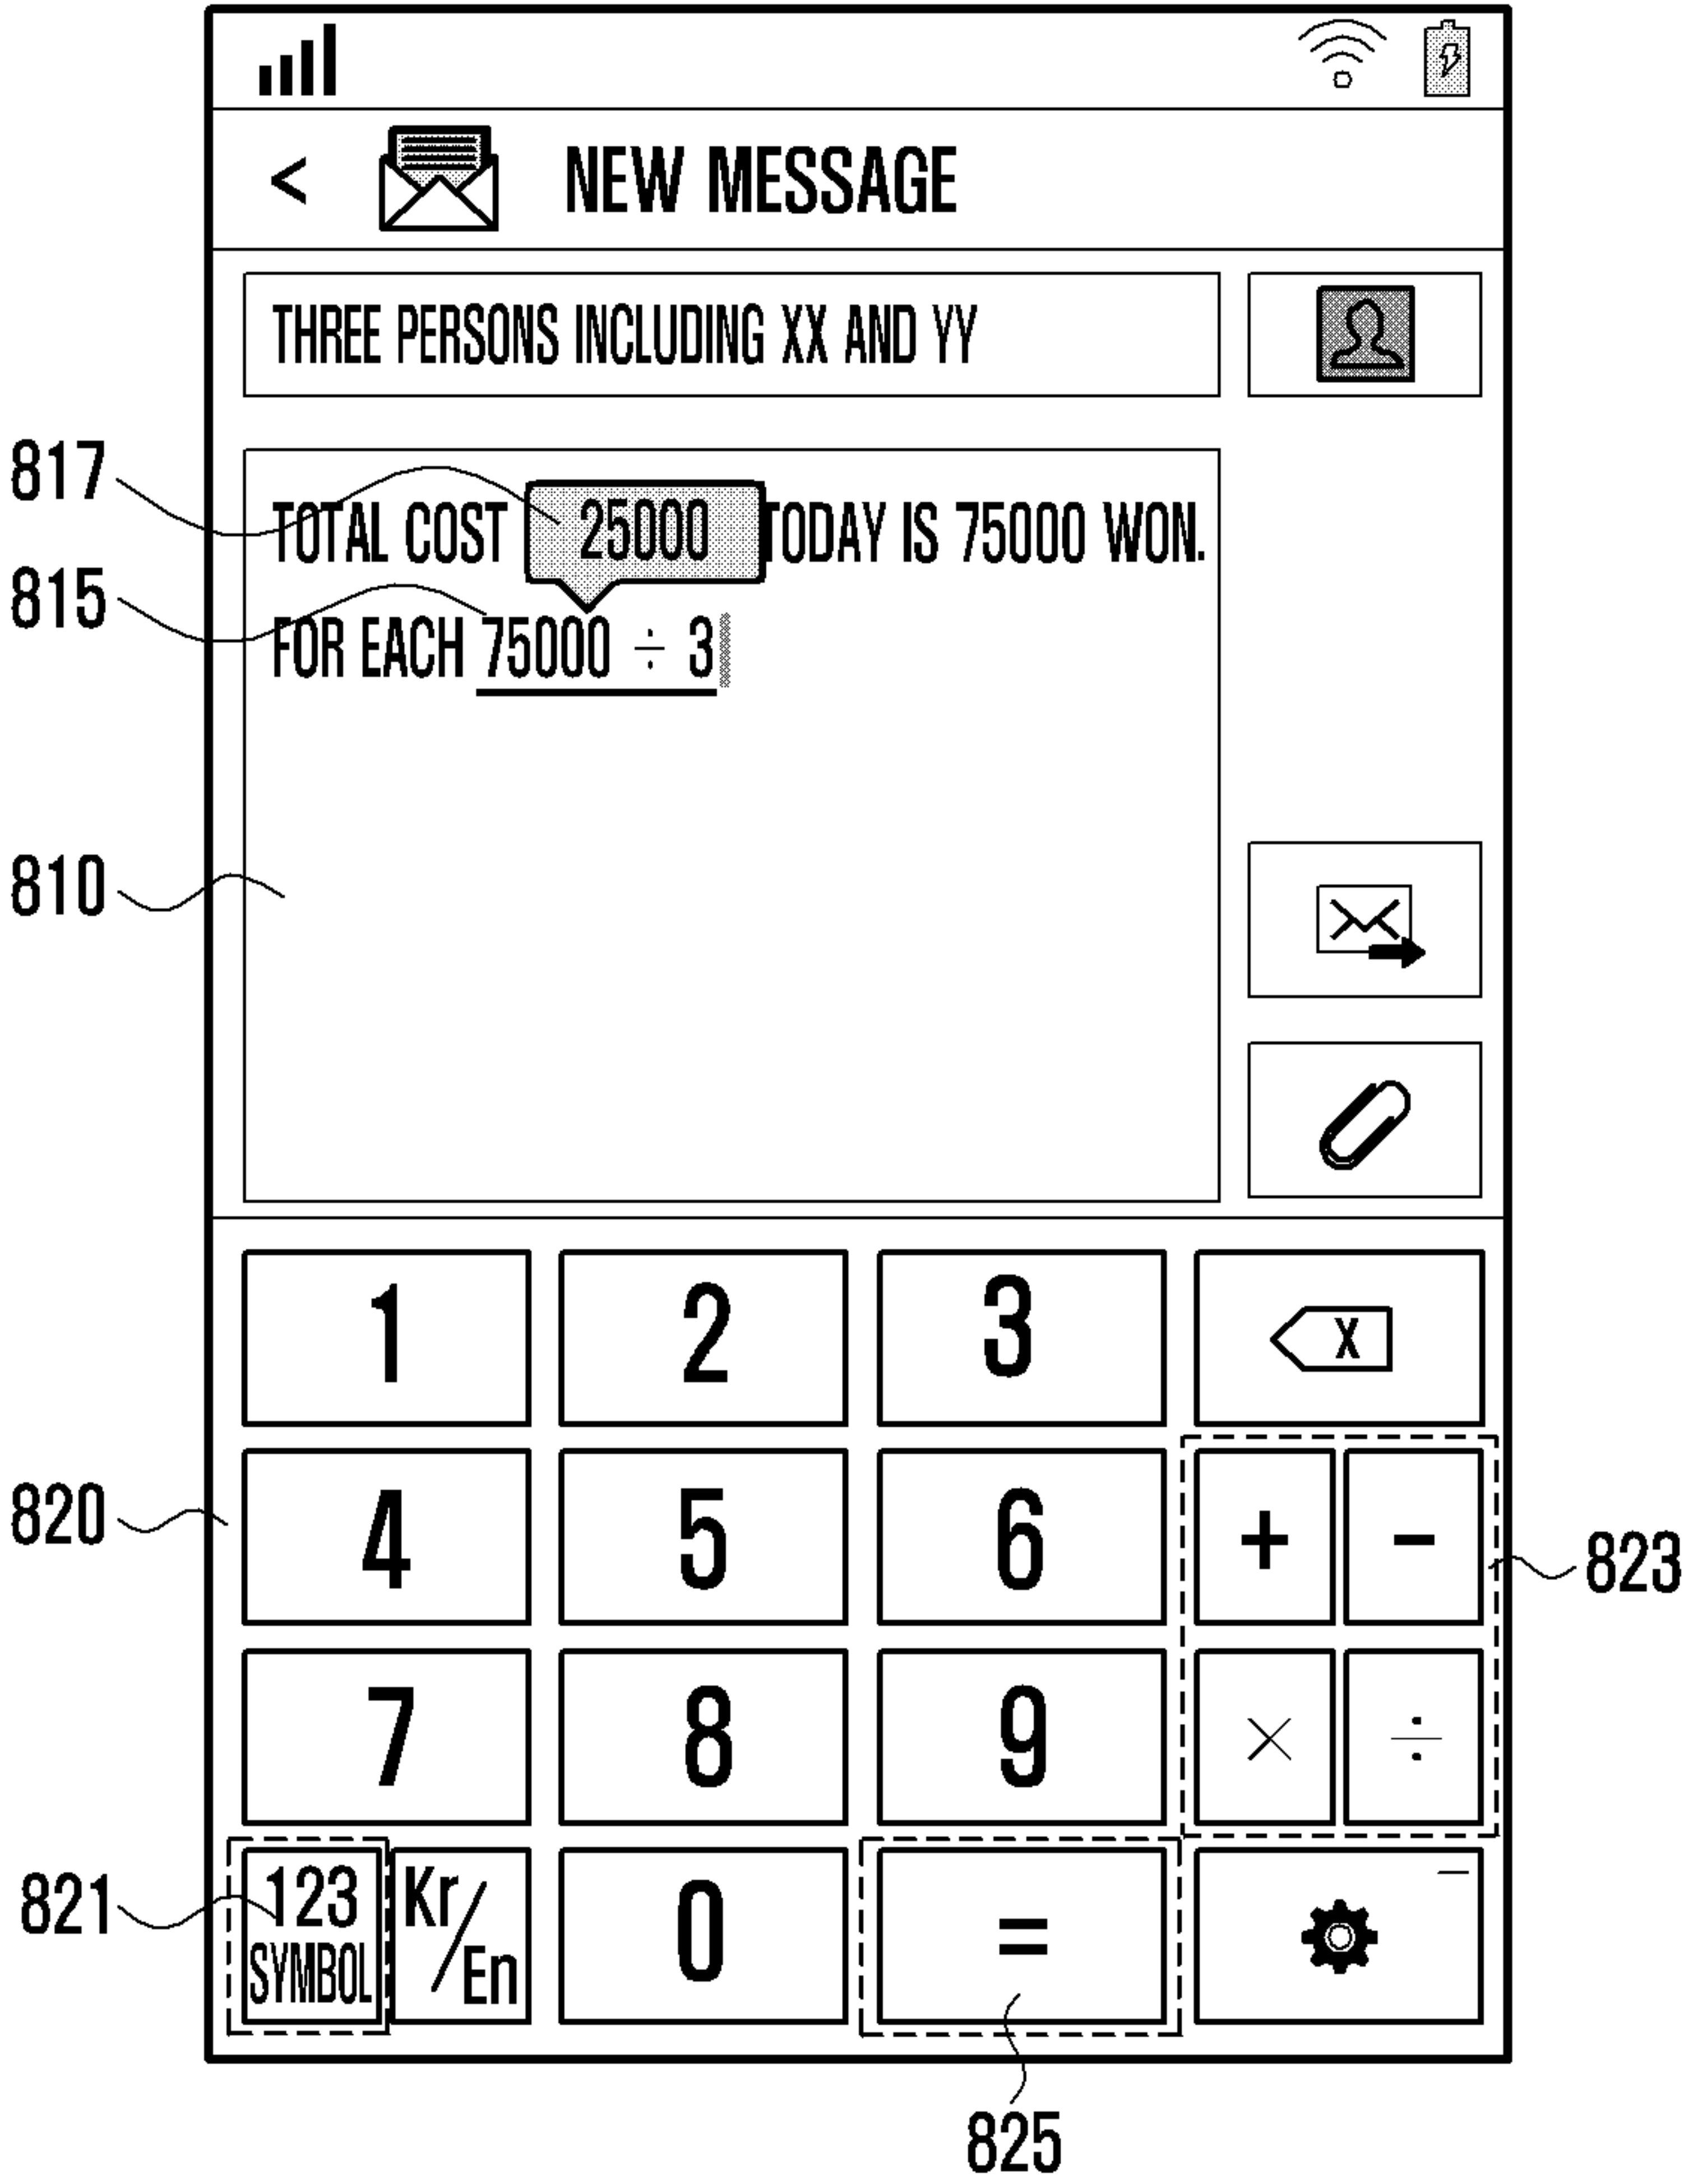 < NEW MESSAGE
THREE PERSONS INCLUDING XX AND YY
817
25000
TOTAL COST TODAY IS 75000 WON.
815
FOR EACH 75000 ÷ 3
810
1 2 3 X
820
4 5 6 + -
823
7 8 9 × ÷
821
123 Kr/En 0 =
SYMBOL
825